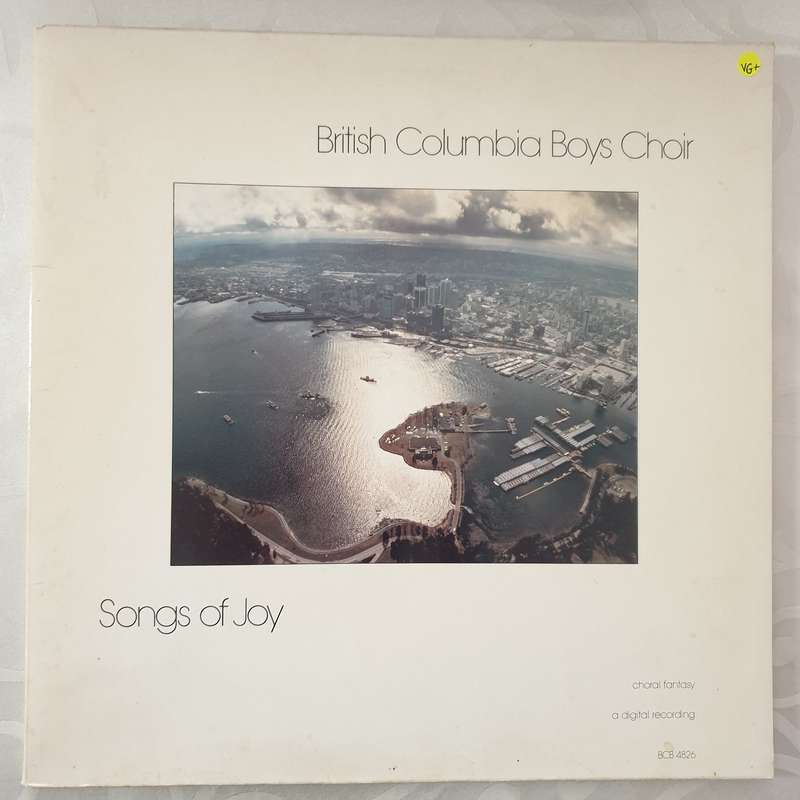 VG+
British Columbia Boys Choir
Songs of Joy
choral fantasy
a digital recording
BCB 4826